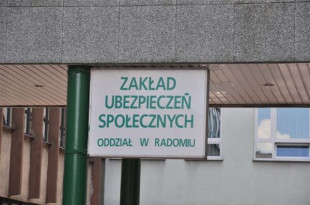 ZAKŁAD
UBEZPIECZEŃ
SPOŁECZNYCH
ODDZIAŁ W RADOMIU